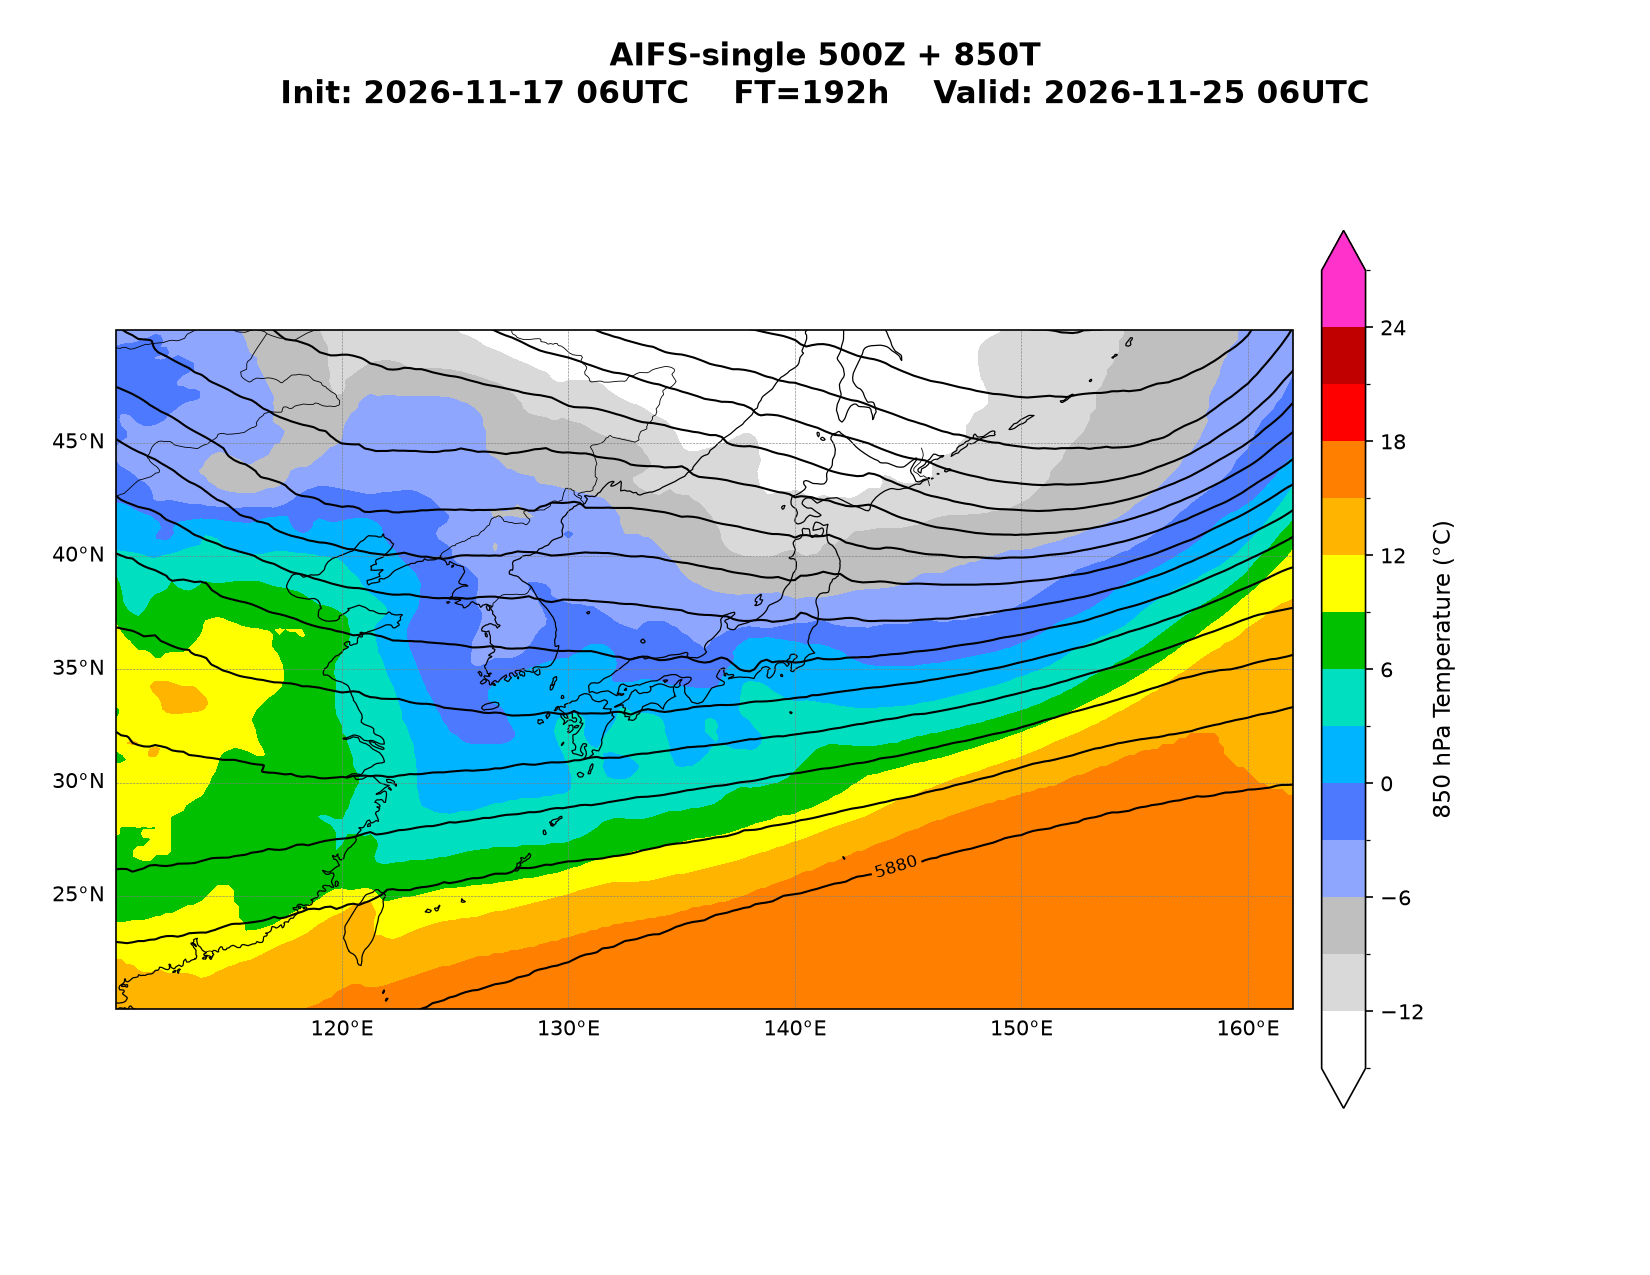 AIFS-single 500Z + 850T
Init: 2026-11-17 06UTC    FT=192h    Valid: 2026-11-25 06UTC
45°N
40°N
35°N
30°N
25°N
120°E
130°E
140°E
150°E
160°E
5880
24
18
12
6
0
−6
−12
850 hPa Temperature (°C)